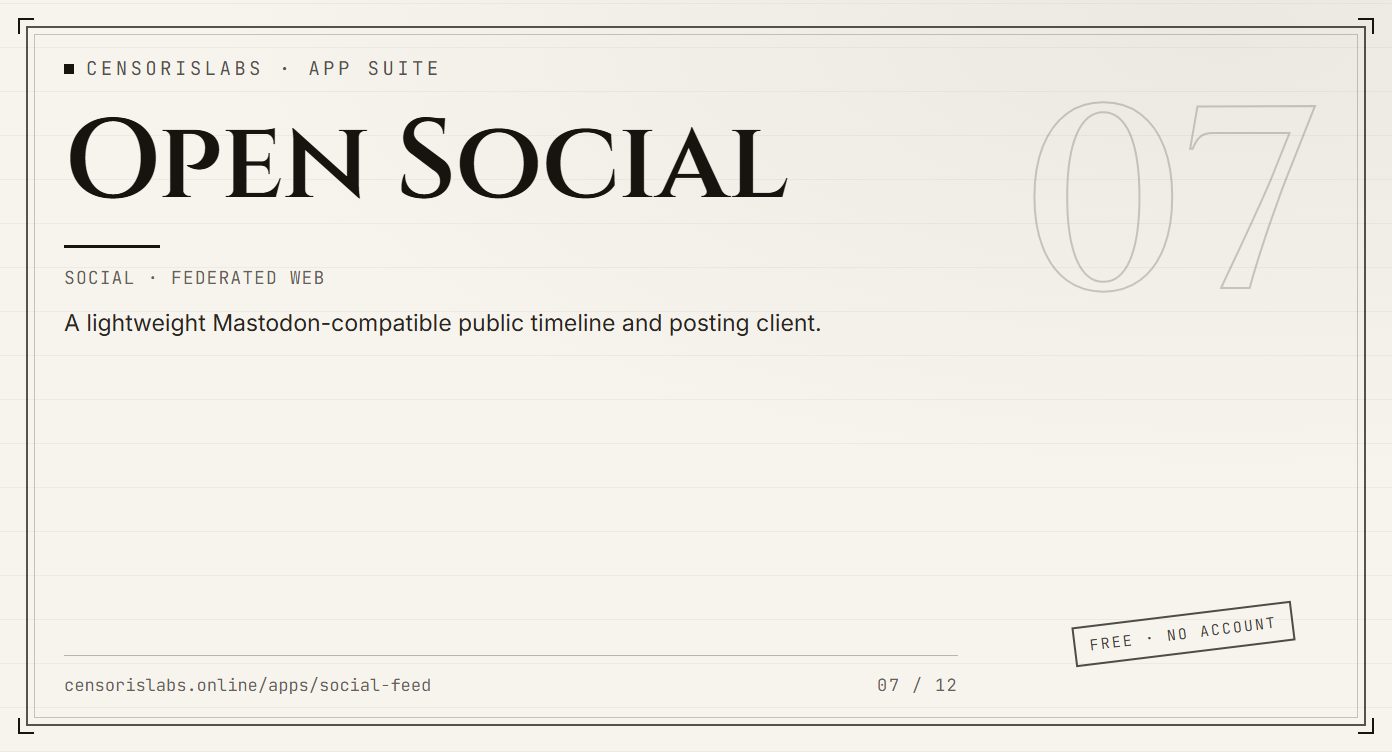 CENSORISLABS · APP SUITE
Open Social
07
SOCIAL · FEDERATED WEB
A lightweight Mastodon-compatible public timeline and posting client.
FREE · NO ACCOUNT
censorislabs.online/apps/social-feed
07 / 12